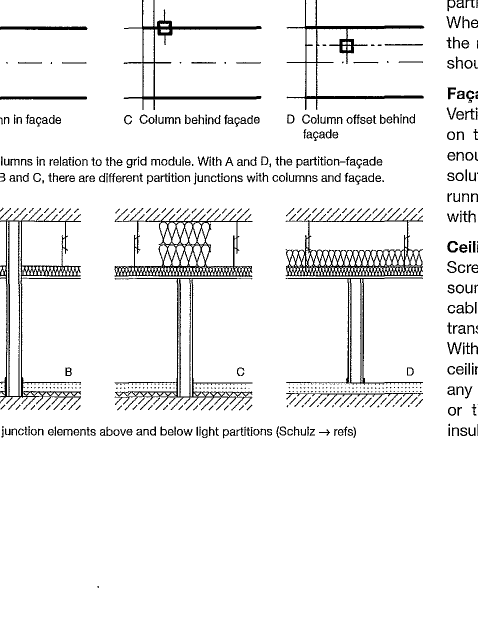 n in façade
C Column behind façade
D Column offset behind
façade
lumns in relation to the grid module. With A and D, the partition–façade
B and C, there are different partition junctions with columns and façade.
B
C
D
junction elements above and below light partitions (Schulz → refs)
parti
Whe
the
shou
Faça
Verti
on t
enou
solut
runn
with
Ceili
Scre
sour
cabl
trans
With
ceilin
any
or t
insul